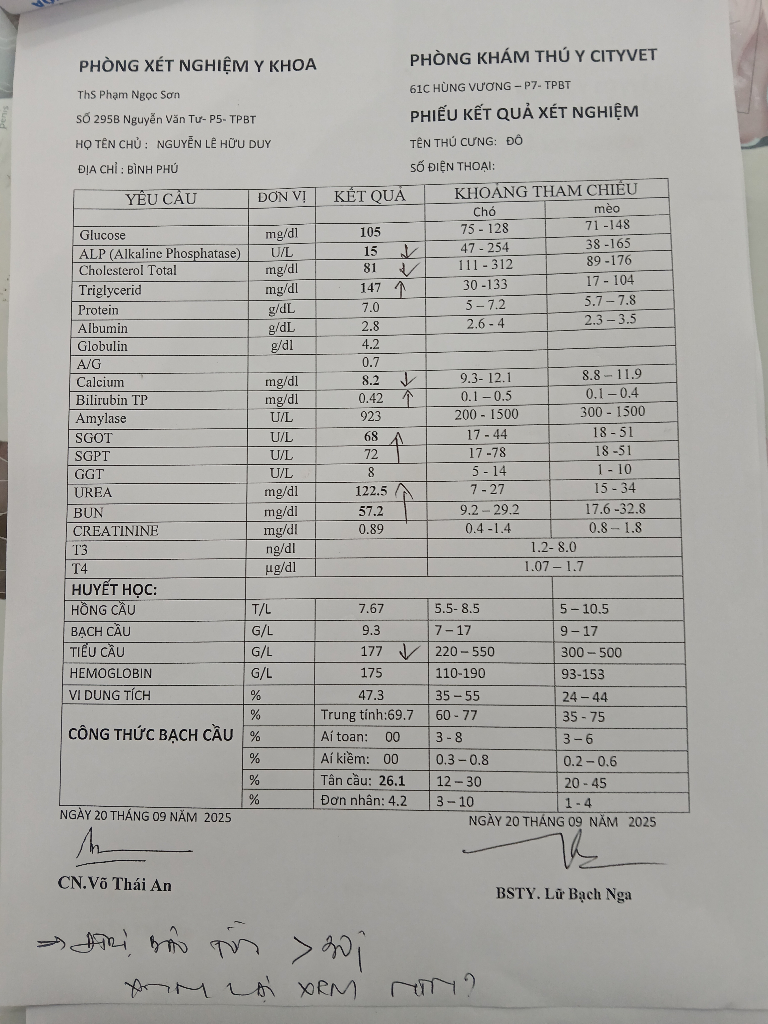 PHÒNG XÉT NGHIỆM Y KHOA
ThS Phạm Ngọc Sơn
SỐ 295B Nguyễn Văn Tư- P5- TPBT
HỌ TÊN CHỦ : NGUYỄN LÊ HỮU DUY
ĐỊA CHỈ : BÌNH PHÚ
PHÒNG KHÁM THÚ Y CITYVET
61C HÙNG VƯƠNG – P7- TPBT
PHIẾU KẾT QUẢ XÉT NGHIỆM
TÊN THÚ CƯNG: ĐÔ
SỐ ĐIỆN THOẠI:
YÊU CẦU ĐƠN VỊ KẾT QUẢ KHOẢNG THAM CHIẾU
Chó mèo
Glucose mg/dl 105 75 - 128 71 -148
ALP (Alkaline Phosphatase) U/L 15 ↓ 47 - 254 38 -165
Cholesterol Total mg/dl 81 ↓ 111 - 312 89 -176
Triglycerid mg/dl 147 ↑ 30 -133 17 - 104
Protein g/dL 7.0 5 – 7.2 5.7 – 7.8
Albumin g/dL 2.8 2.6 - 4 2.3 – 3.5
Globulin g/dl 4.2
A/G 0.7
Calcium mg/dl 8.2 ↓ 9.3- 12.1 8.8 – 11.9
Bilirubin TP mg/dl 0.42 ↑ 0.1 – 0.5 0.1 – 0.4
Amylase U/L 923 200 - 1500 300 - 1500
SGOT U/L 68 ↑ 17 - 44 18 - 51
SGPT U/L 72 17 -78 18 -51
GGT U/L 8 5 - 14 1 - 10
UREA mg/dl 122.5 ↑ 7 - 27 15 - 34
BUN mg/dl 57.2 9.2 – 29.2 17.6 -32.8
CREATININE mg/dl 0.89 0.4 -1.4 0.8 – 1.8
T3 ng/dl 1.2- 8.0
T4 µg/dl 1.07 – 1.7
HUYẾT HỌC:
HỒNG CẦU T/L 7.67 5.5- 8.5 5 – 10.5
BẠCH CẦU G/L 9.3 7 – 17 9 – 17
TIỂU CẦU G/L 177 ↓ 220 – 550 300 – 500
HEMOGLOBIN G/L 175 110-190 93-153
VI DUNG TÍCH % 47.3 35 – 55 24 – 44
CÔNG THỨC BẠCH CẦU
% Trung tính:69.7 60 - 77 35 - 75
% Aí toan: 00 3 - 8 3 – 6
% Aí kiềm: 00 0.3 – 0.8 0.2 – 0.6
% Tân cầu: 26.1 12 – 30 20 - 45
% Đơn nhân: 4.2 3 – 10 1 - 4
NGÀY 20 THÁNG 09 NĂM 2025
CN.Võ Thái An
NGÀY 20 THÁNG 09 NĂM 2025
BSTY. Lữ Bạch Nga